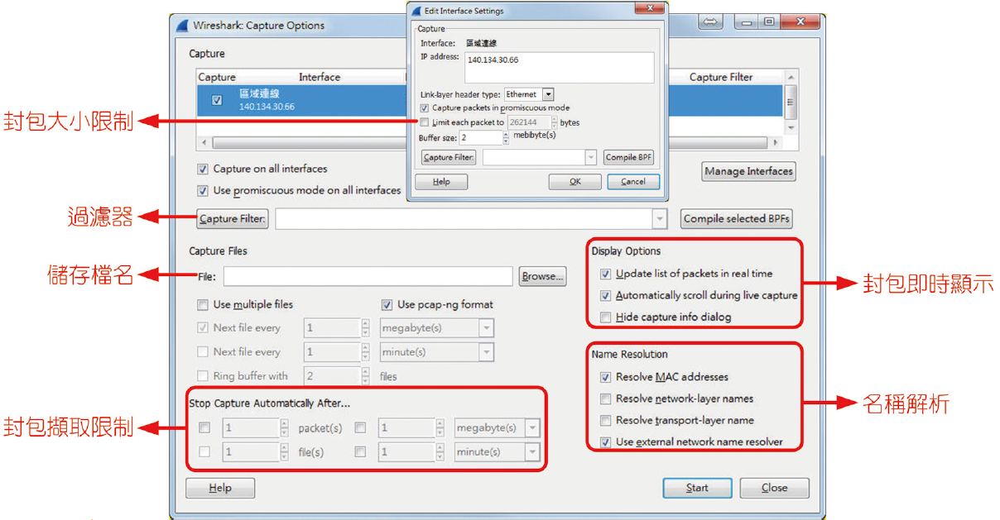 Edit Interface Settings
Capture
Interface: 區域連線
IP address: 140.134.30.66
Link-layer header type: Ethernet
Capture packets in promiscuous mode
Limit each packet to 262144 bytes
Buffer size: 2 mebibyte(s)
Capture Filter: Compile BPF
Help OK Cancel
Wireshark: Capture Options
Capture
Capture Interface Capture Filter
區域連線
140.134.30.66
封包大小限制
Capture on all interfaces
Manage Interfaces
Use promiscuous mode on all interfaces
過濾器
Capture Filter: Compile selected BPFs
Capture Files
儲存檔名
File: Browse...
Use multiple files Use pcap-ng format
Next file every 1 megabyte(s)
Next file every 1 minute(s)
Ring buffer with 2 files
封包擷取限制
Stop Capture Automatically After...
1 packet(s) 1 megabyte(s)
1 file(s) 1 minute(s)
Display Options
Update list of packets in real time
Automatically scroll during live capture
Hide capture info dialog
封包即時顯示
Name Resolution
Resolve MAC addresses
Resolve network-layer names
Resolve transport-layer name
Use external network name resolver
名稱解析
Help Start Close